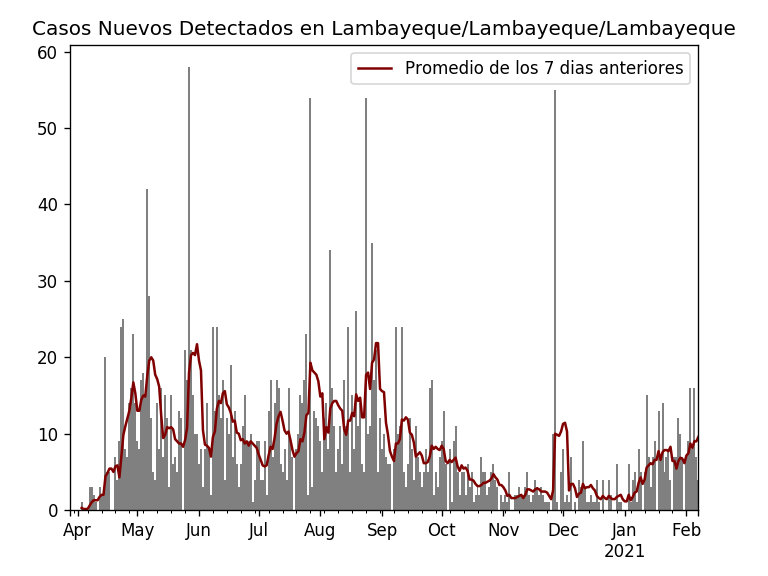 Casos Nuevos Detectados en Lambayeque/Lambayeque/Lambayeque
Promedio de los 7 dias anteriores
60
50
40
30
20
10
0
Apr May Jun Jul Aug Sep Oct Nov Dec Jan Feb
2021